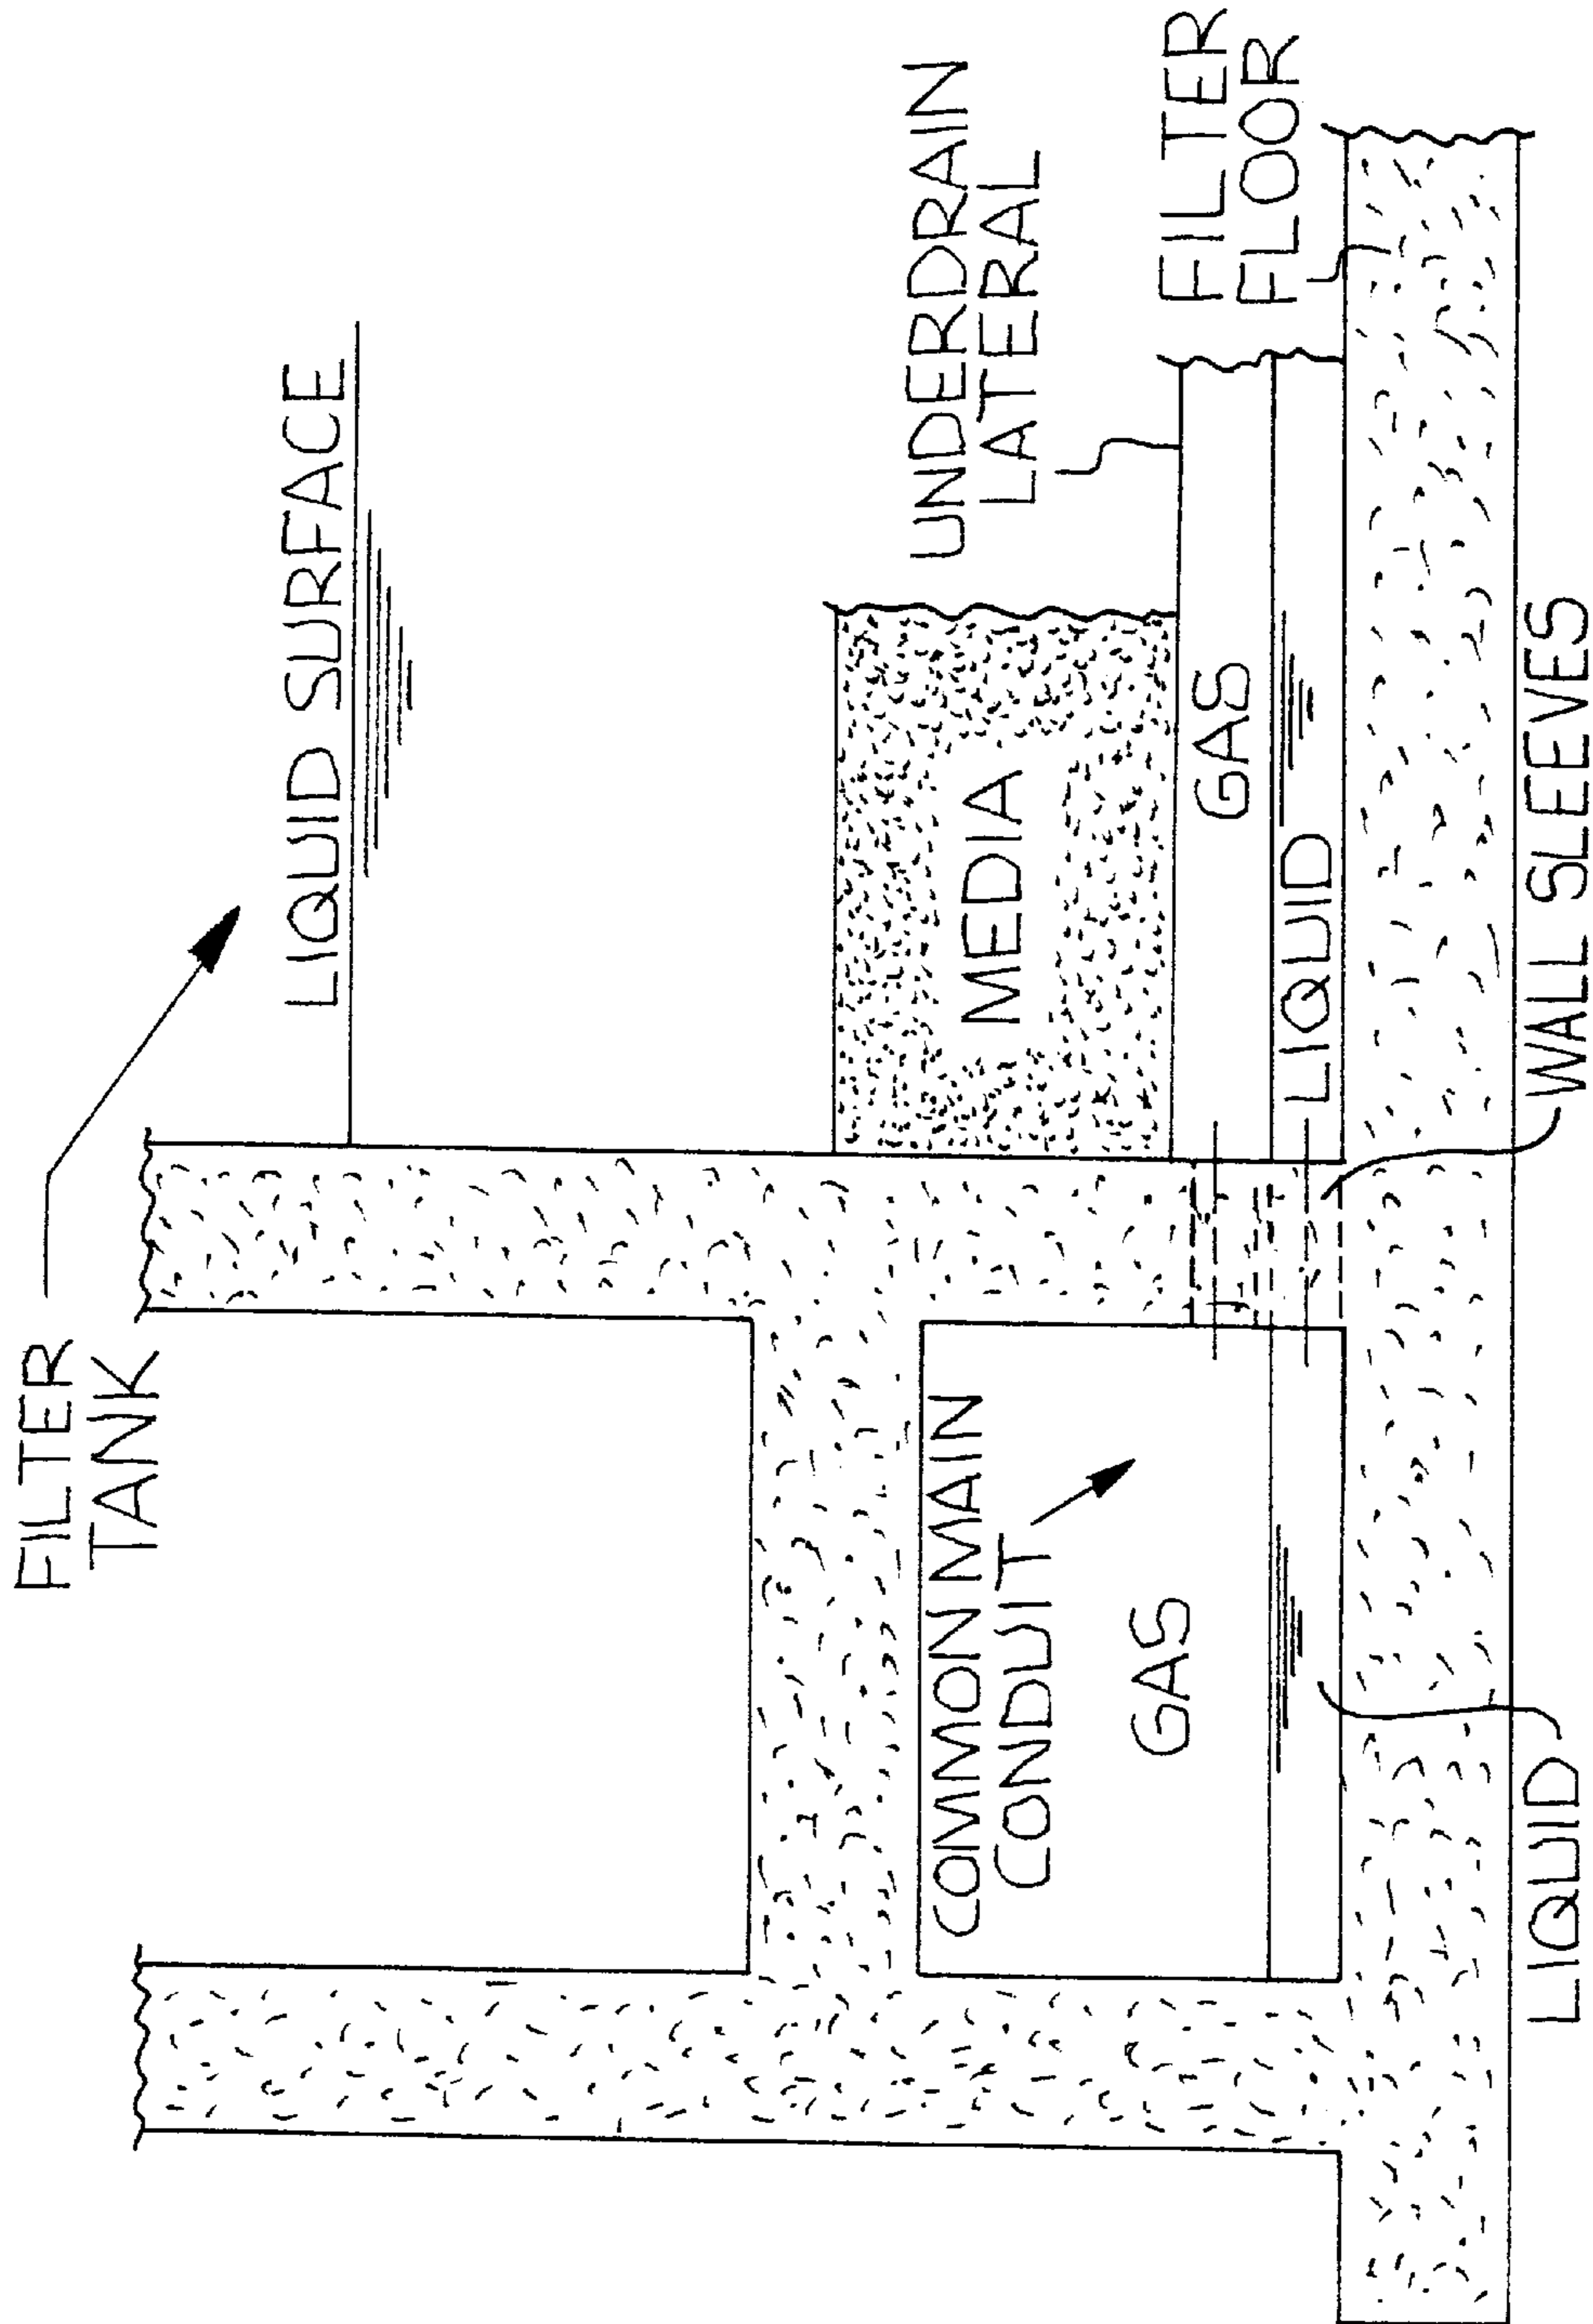 FILTER
TANK
LIQUID SURFACE
UNDERDRAIN
LATERAL
COMMON MAIN
CONDUIT
MEDIA
FILTER
FLOOR
GAS
GAS
LIQUID
LIQUID
WALL SLEEVES